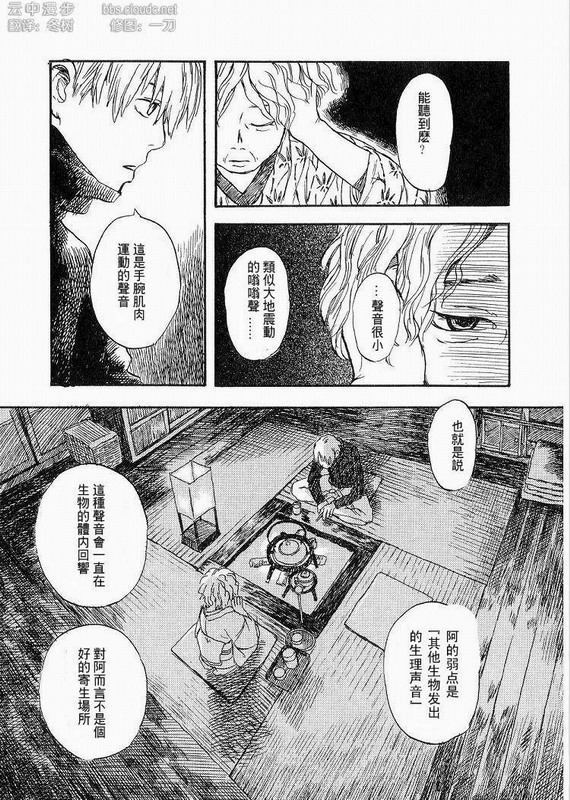 云中漫步 bbs.cloudc.net
翻译：冬树 修图：一刀
能聽到麽?
這是手腕肌肉
運動的聲音
…聲音很小
類似大地震動
的嗡嗡聲……
也就是説
這種聲音會一直在
生物的體内回響
阿的弱点是
「其他生物发出
的生理声音」
對阿而言不是個
好的寄生場所